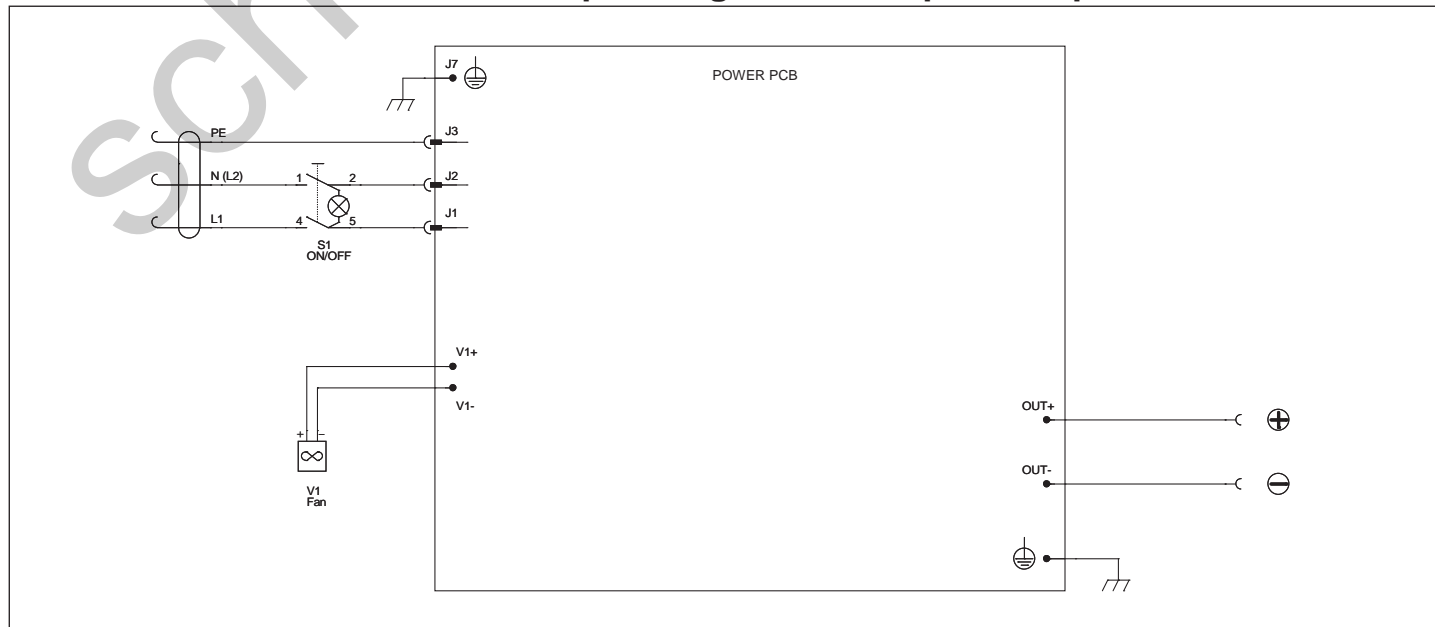 J7
POWER PCB
PE
J3
N (L2)
1
2
J2
L1
4
5
J1
S1
ON/OFF
V1+
V1-
+
-
V1
Fan
OUT+
OUT-